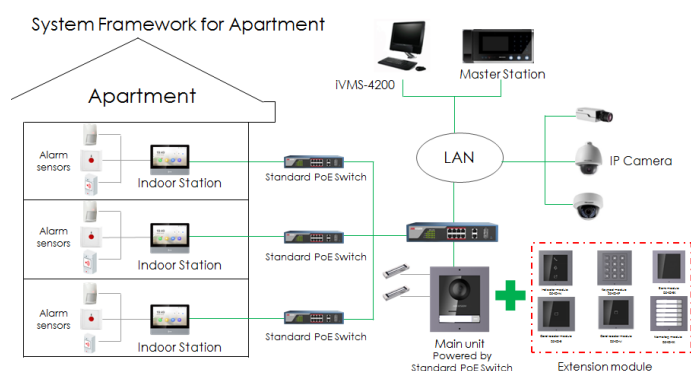 System Framework for Apartment
iVMS-4200
Master Station
Apartment
LAN
IP Camera
Alarm
sensors
Indoor Station
Standard PoE Switch
Alarm
sensors
Indoor Station
Standard PoE Switch
Alarm
sensors
Indoor Station
Standard PoE Switch
Main unit
Powered by
Standard PoE Switch
Extension module